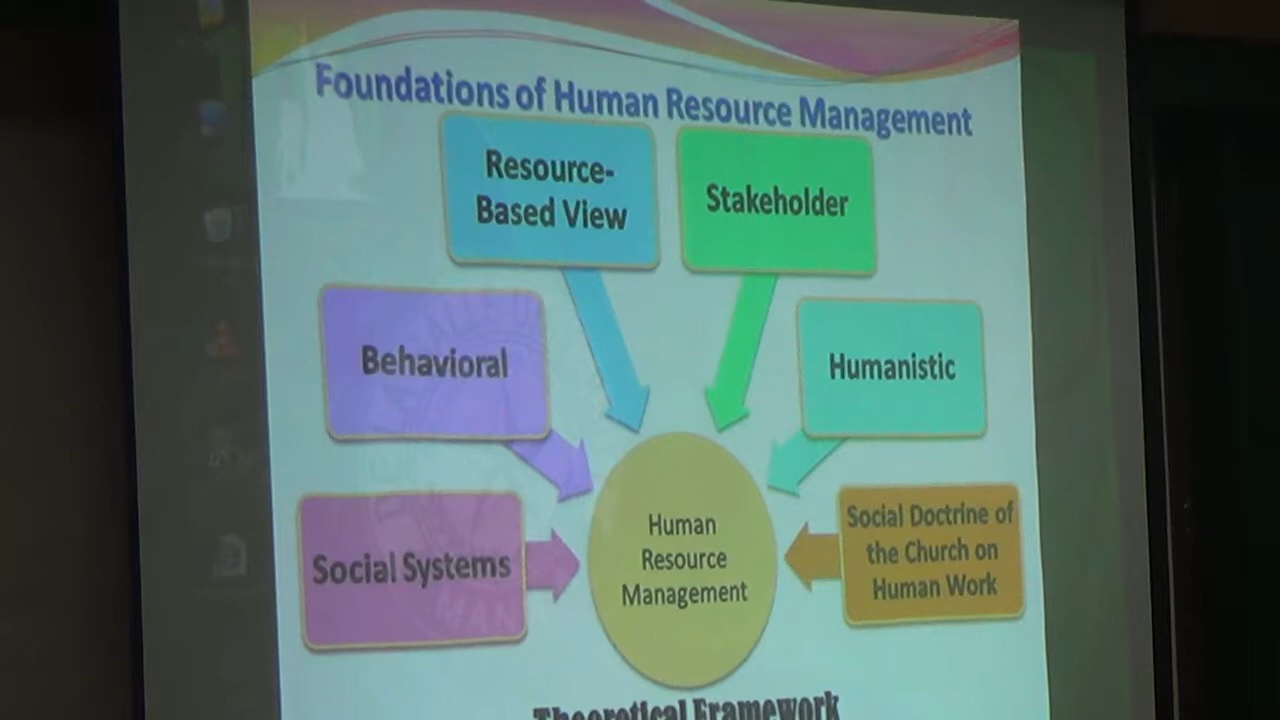 Foundations of Human Resource Management
Resource-
Based View
Stakeholder
Behavioral
Humanistic
Social Systems
Human
Resource
Management
Social Doctrine of
the Church on
Human Work
Theoretical Framework